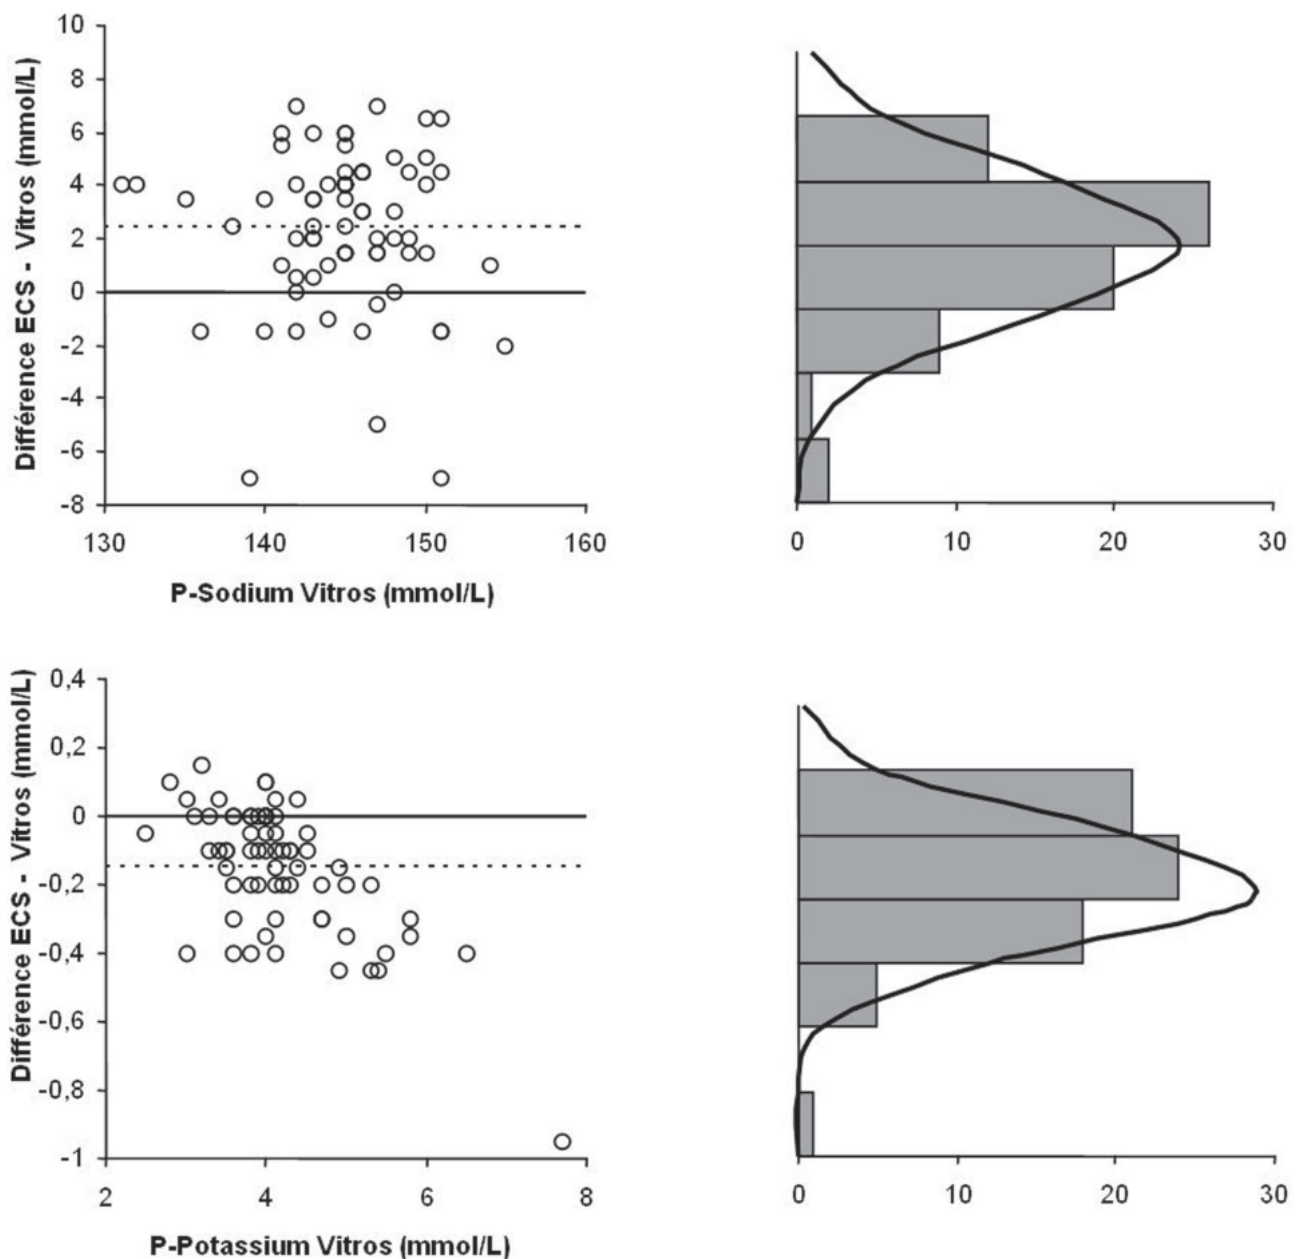 Différence ECS - Vitros (mmol/L)
10
8
6
4
2
0
-2
-4
-6
-8
130 140 150 160
P-Sodium Vitros (mmol/L)
0 10 20 30
Différence ECS - Vitros (mmol/L)
0,4
0,2
0
-0,2
-0,4
-0,6
-0,8
-1
2 4 6 8
P-Potassium Vitros (mmol/L)
0 10 20 30